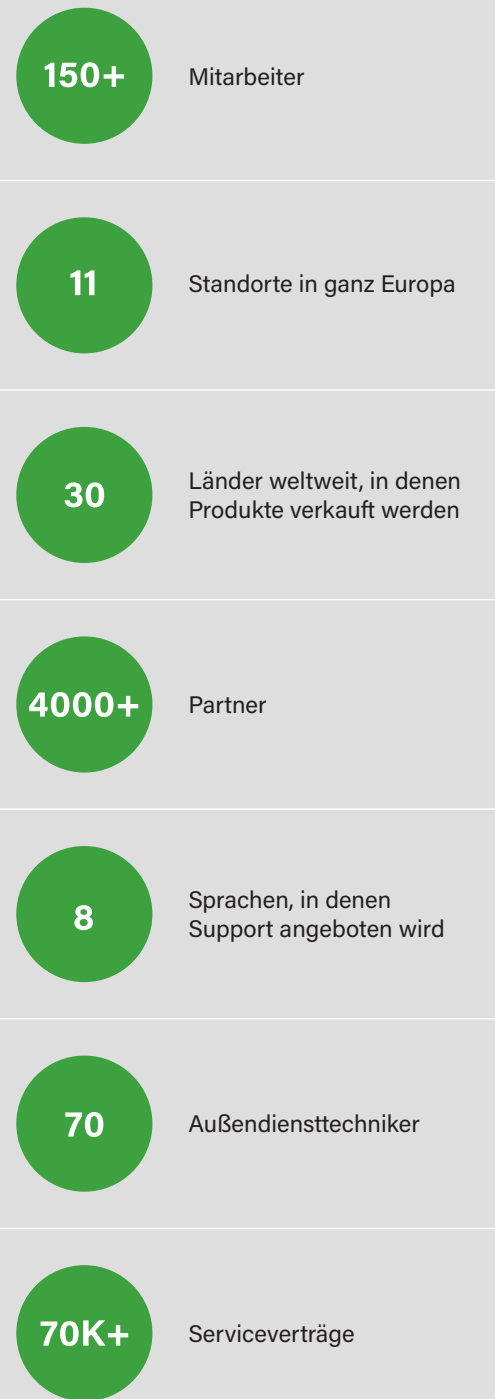 150+
Mitarbeiter
11
Standorte in ganz Europa
30
Länder weltweit, in denen
Produkte verkauft werden
4000+
Partner
8
Sprachen, in denen
Support angeboten wird
70
Außendiensttechniker
70K+
Serviceverträge